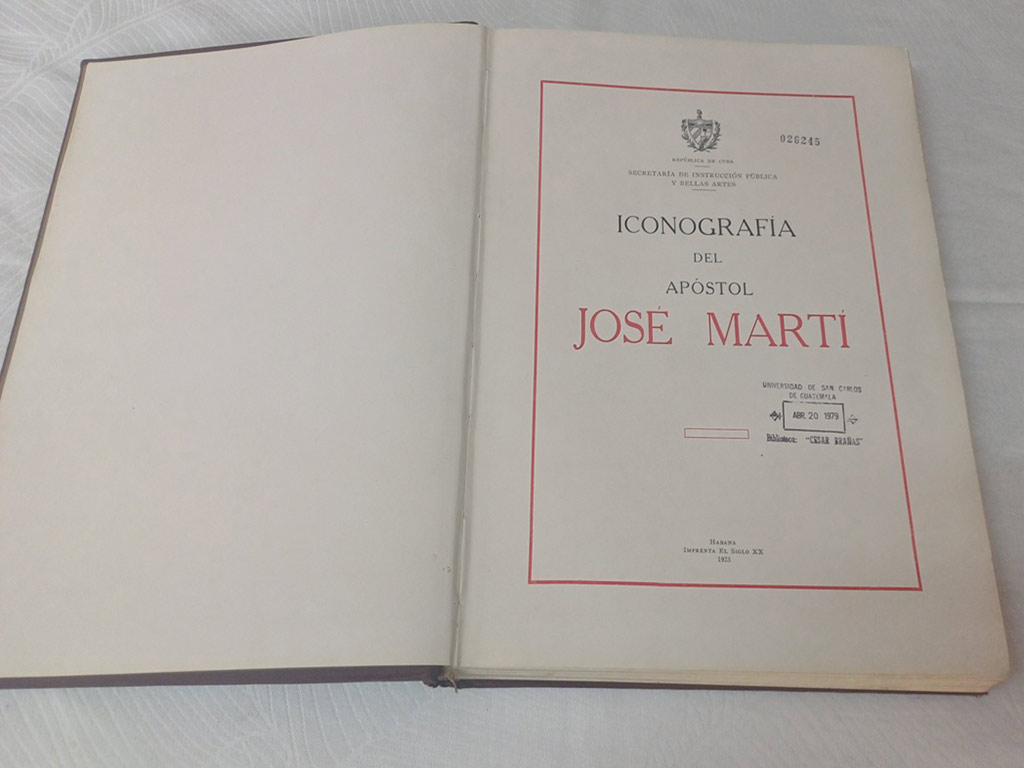 026245
REPÚBLICA DE CUBA
SECRETARÍA DE INSTRUCCIÓN PÚBLICA
Y BELLAS ARTES
ICONOGRAFÍA
DEL
APÓSTOL
JOSÉ MARTÍ
UNIVERSIDAD DE SAN CARLOS
DE GUATEMALA
ABR. 20 1979
Biblioteca: "CESAR BRAÑAS"
HABANA
IMPRENTA EL SIGLO XX
1925